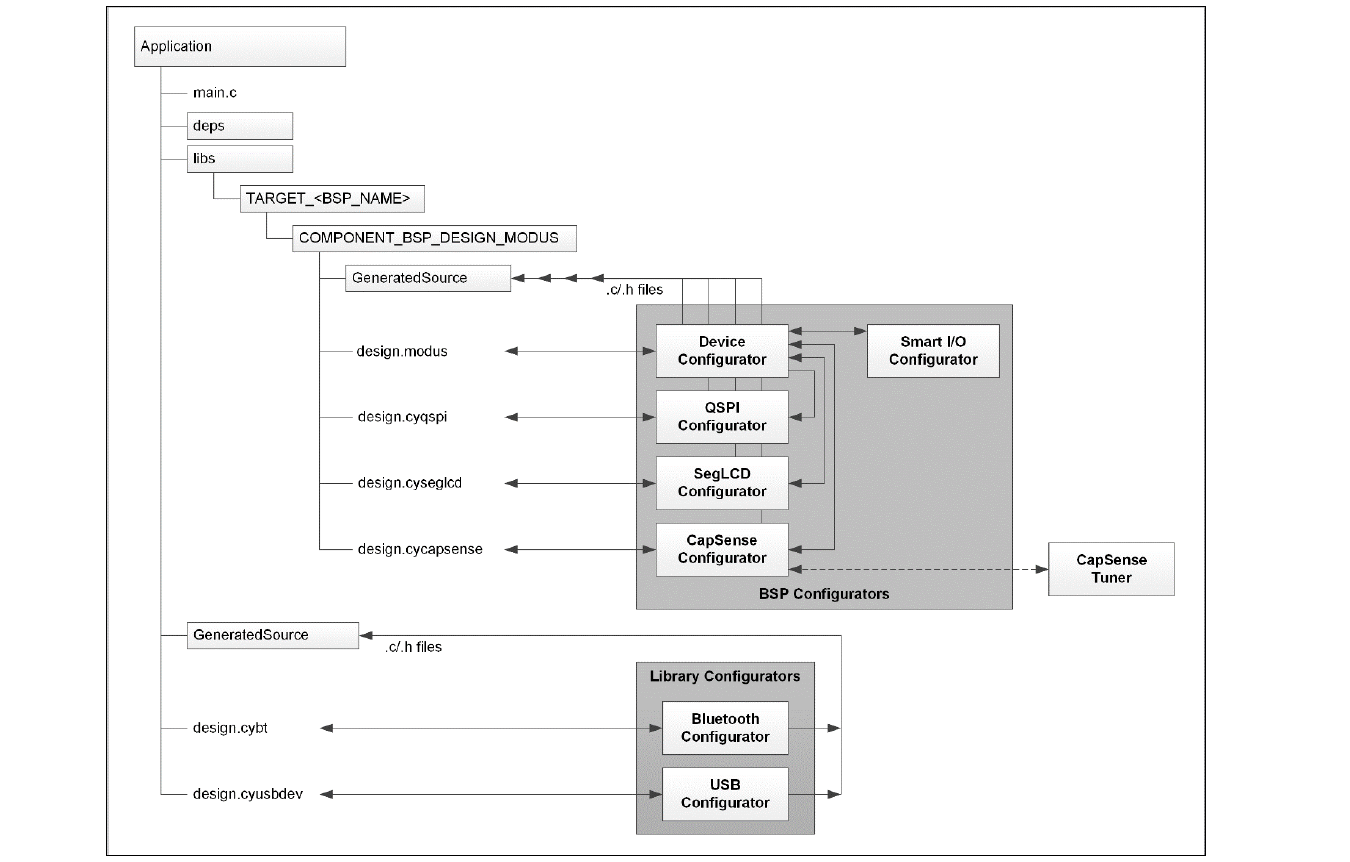 Application
main.c
deps
libs
TARGET_<BSP_NAME>
COMPONENT_BSP_DESIGN_MODUS
GeneratedSource
.c/.h files
design.modus
Device
Configurator
Smart I/O
Configurator
design.cyqspi
QSPI
Configurator
design.cyseglcd
SegLCD
Configurator
design.cycapsense
CapSense
Configurator
CapSense
Tuner
BSP Configurators
GeneratedSource
.c/.h files
Library Configurators
design.cybt
Bluetooth
Configurator
design.cyusbdev
USB
Configurator